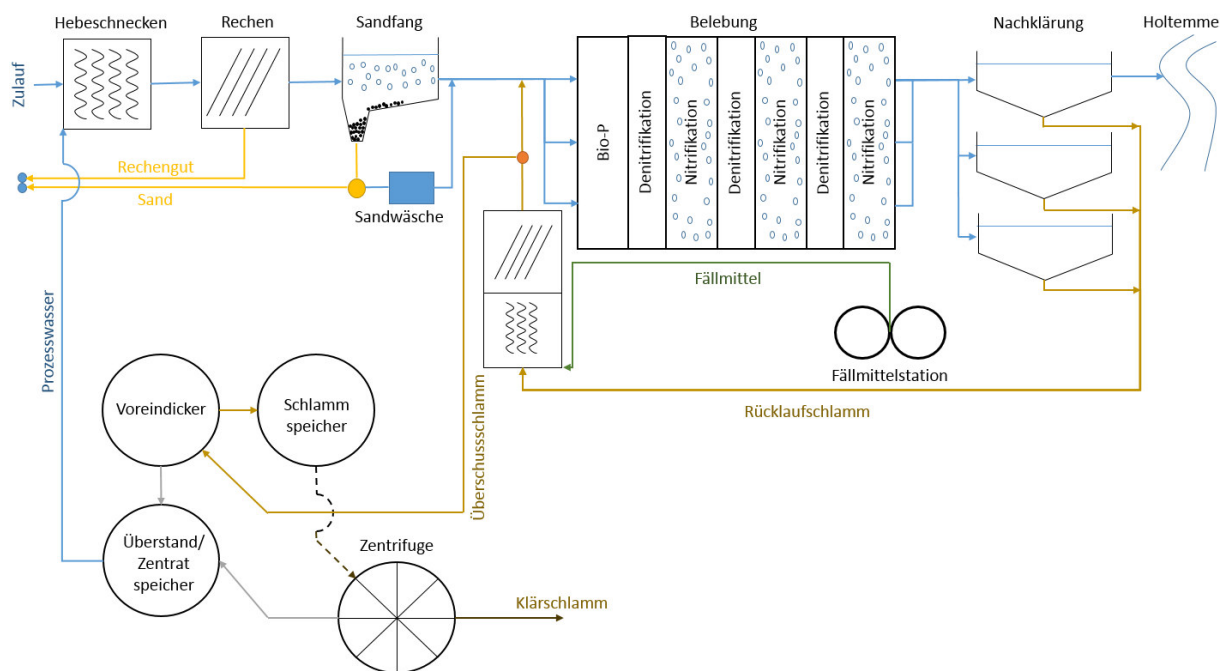 Hebeschnecken
Rechen
Sandfang
Belebung
Nachklärung
Holtemme
Zulauf
Bio-P
Denitrifikation
Nitrifikation
Denitrifikation
Nitrifikation
Denitrifikation
Nitrifikation
Rechengut
Sand
Sandwäsche
Fällmittel
Fällmittelstation
Prozesswasser
Überschussschlamm
Rücklaufschlamm
Voreindicker
Schlamm
speicher
Überstand/
Zentrat
speicher
Zentrifuge
Klärschlamm